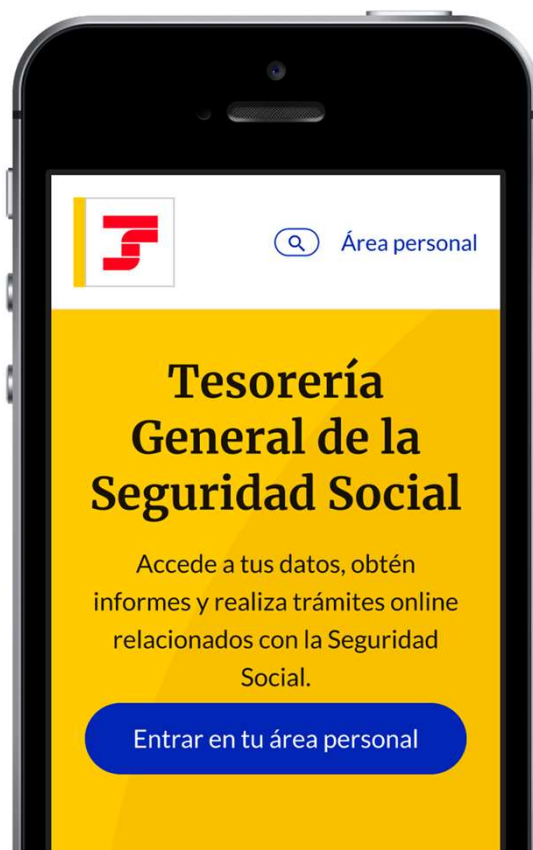 Área personal
Tesorería
General de la
Seguridad Social
Accede a tus datos, obtén
informes y realiza trámites online
relacionados con la Seguridad
Social.
Entrar en tu área personal